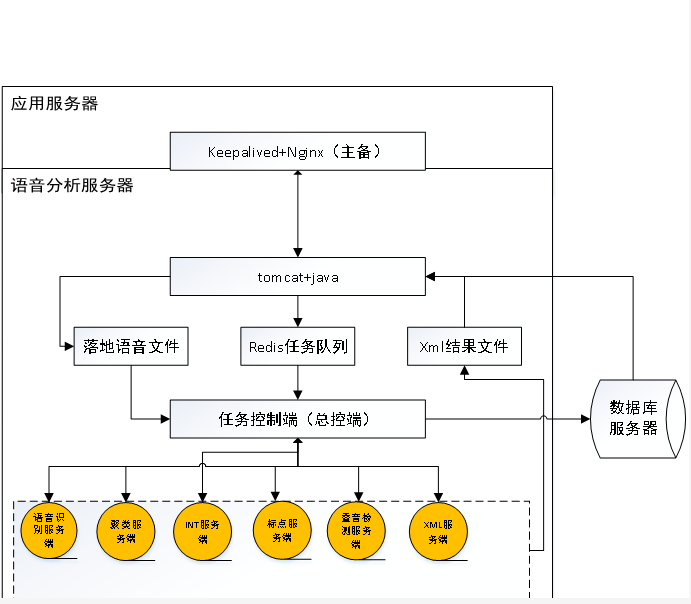 应用服务器
Keepalived+Nginx（主备）
语音分析服务器
tomcat+java
落地语音文件
Redis任务队列
Xml结果文件
任务控制端（总控端）
数据库
服务器
语音识
别服务
端
聚类服
务端
INT服务
端
标点服
务端
叠音检
测服务
端
XML服
务端